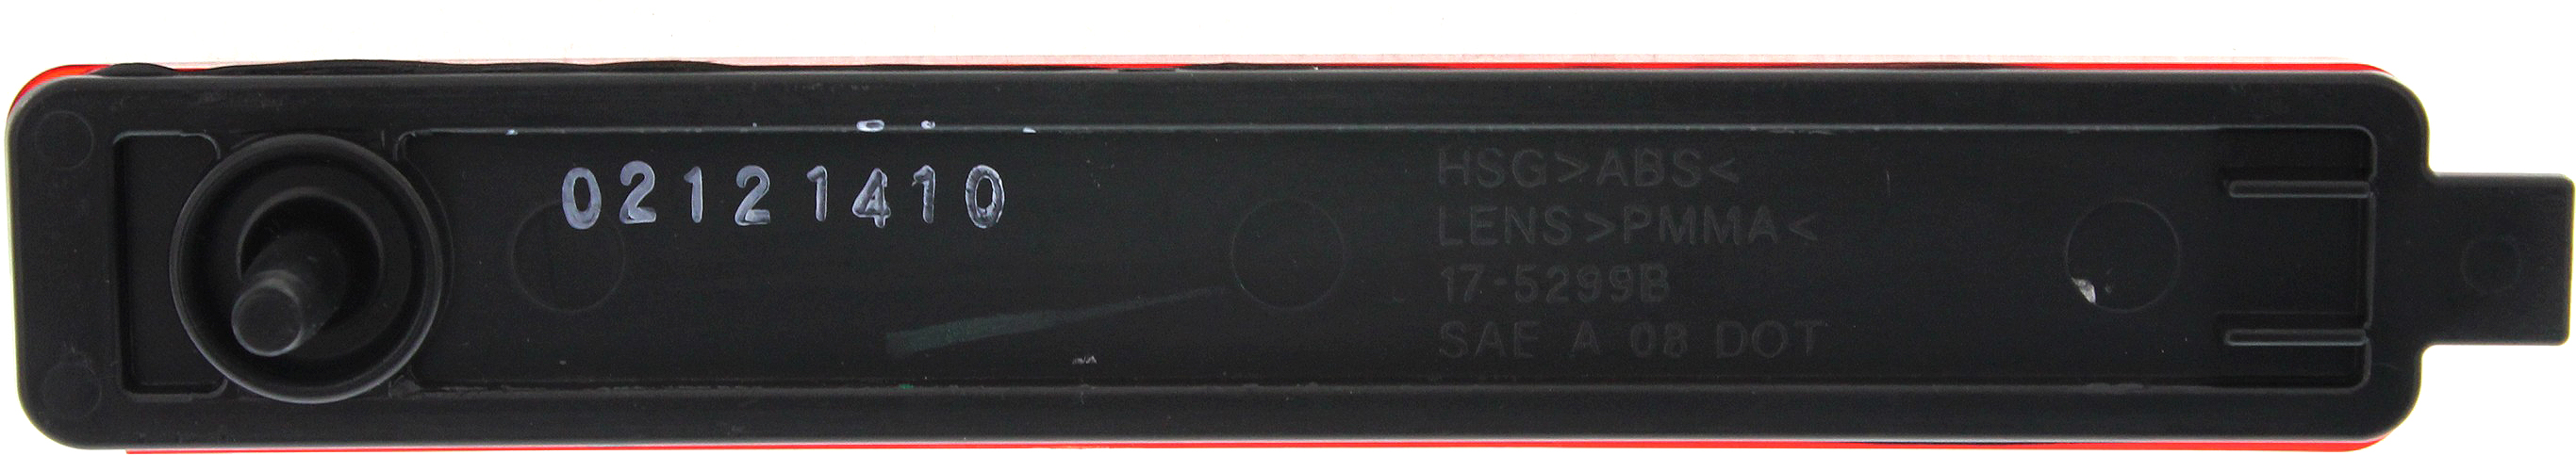 02121410
HSG>ABS<
LENS>PMMA<
17-5299B
SAE A 08 DOT